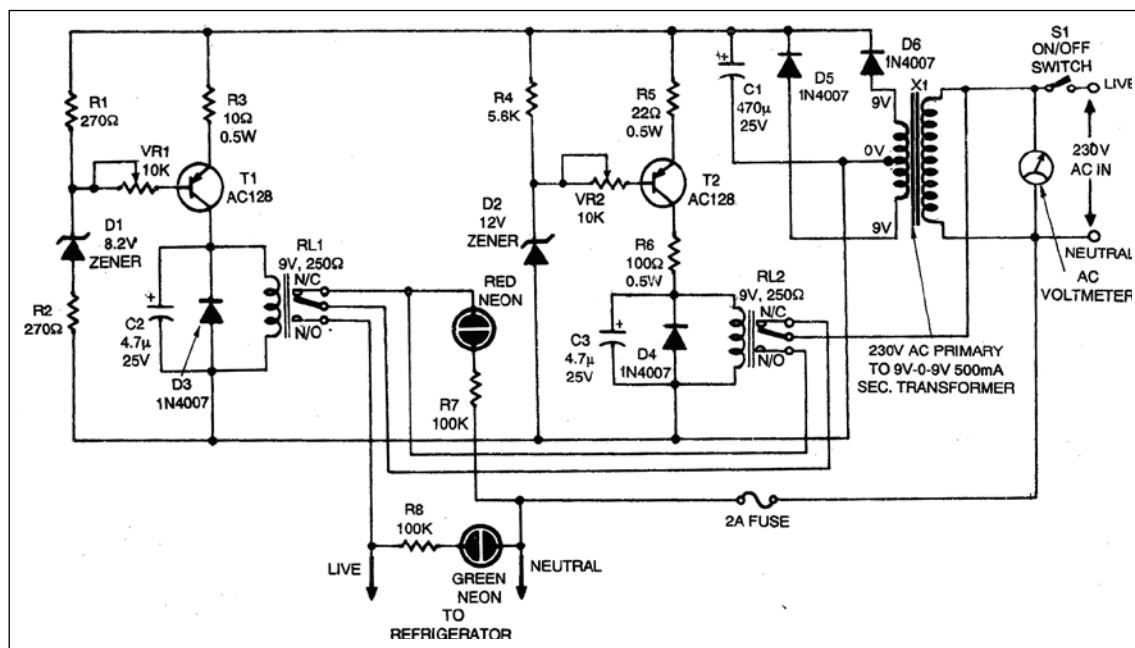 R1
270Ω
R3
10Ω
0.5W
VR1
10K
T1
AC128
D1
8.2V
ZENER
R2
270Ω
C2
4.7μ
25V
D3
1N4007
RL1
9V, 250Ω
N/C
N/O
RED
NEON
R7
100K
R4
5.6K
R5
22Ω
0.5W
VR2
10K
T2
AC128
D2
12V
ZENER
R6
100Ω
0.5W
C3
4.7μ
25V
D4
1N4007
RL2
9V, 250Ω
N/C
N/O
C1
470μ
25V
D5
1N4007
D6
1N4007
X1
9V
0V
9V
S1
ON/OFF
SWITCH
LIVE
230V
AC IN
NEUTRAL
AC
VOLTMETER
230V AC PRIMARY
TO 9V-0-9V 500mA
SEC. TRANSFORMER
2A FUSE
R8
100K
LIVE
GREEN
NEON
NEUTRAL
TO
REFRIGERATOR